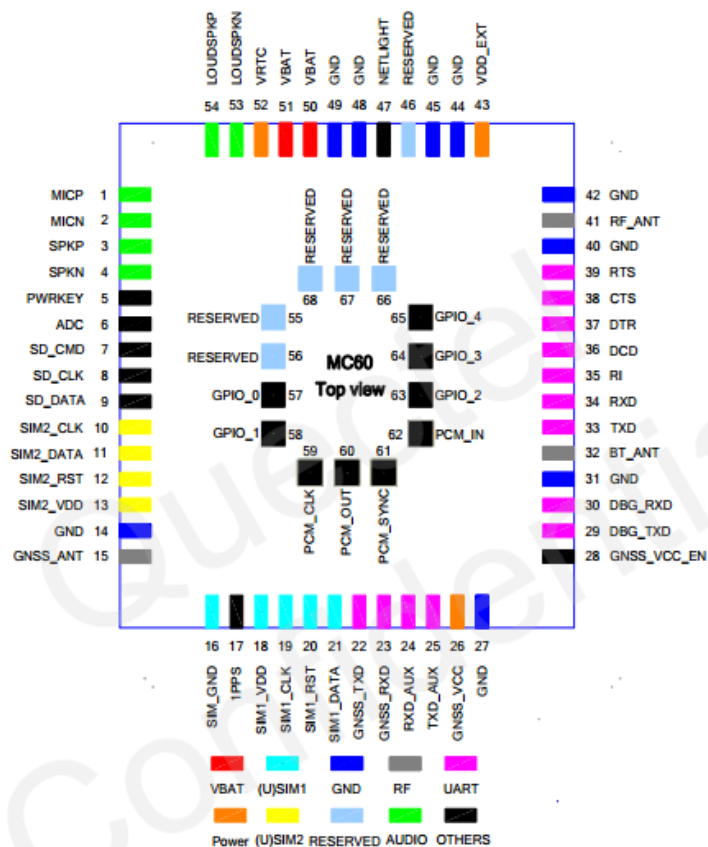 LOUDSPKP
LOUDSPKN
VRTC
VBAT
VBAT
GND
GND
NETLIGHT
RESERVED
GND
GND
VDD_EXT
54 53 52 51 50 49 48 47 46 45 44 43
MICP 1
MICN 2
SPKP 3
SPKN 4
PWRKEY 5
ADC 6
SD_CMD 7
SD_CLK 8
SD_DATA 9
SIM2_CLK 10
SIM2_DATA 11
SIM2_RST 12
SIM2_VDD 13
GND 14
GNSS_ANT 15
RESERVED
RESERVED
RESERVED
68 67 66
RESERVED 55
RESERVED 56
GPIO_0 57
GPIO_1 58
MC60
Top view
65 GPIO_4
64 GPIO_3
63 GPIO_2
62 PCM_IN
59 60 61
PCM_CLK
PCM_OUT
PCM_SYNC
42 GND
41 RF_ANT
40 GND
39 RTS
38 CTS
37 DTR
36 DCD
35 RI
34 RXD
33 TXD
32 BT_ANT
31 GND
30 DBG_RXD
29 DBG_TXD
28 GNSS_VCC_EN
16 17 18 19 20 21 22 23 24 25 26 27
SIM_GND
1PPS
SIM1_VDD
SIM1_CLK
SIM1_RST
SIM1_DATA
GNSS_TXD
GNSS_RXD
RXD_AUX
TXD_AUX
GNSS_VCC
GND
VBAT (U)SIM1 GND RF UART
Power (U)SIM2 RESERVED AUDIO OTHERS
Quectel
Confidential